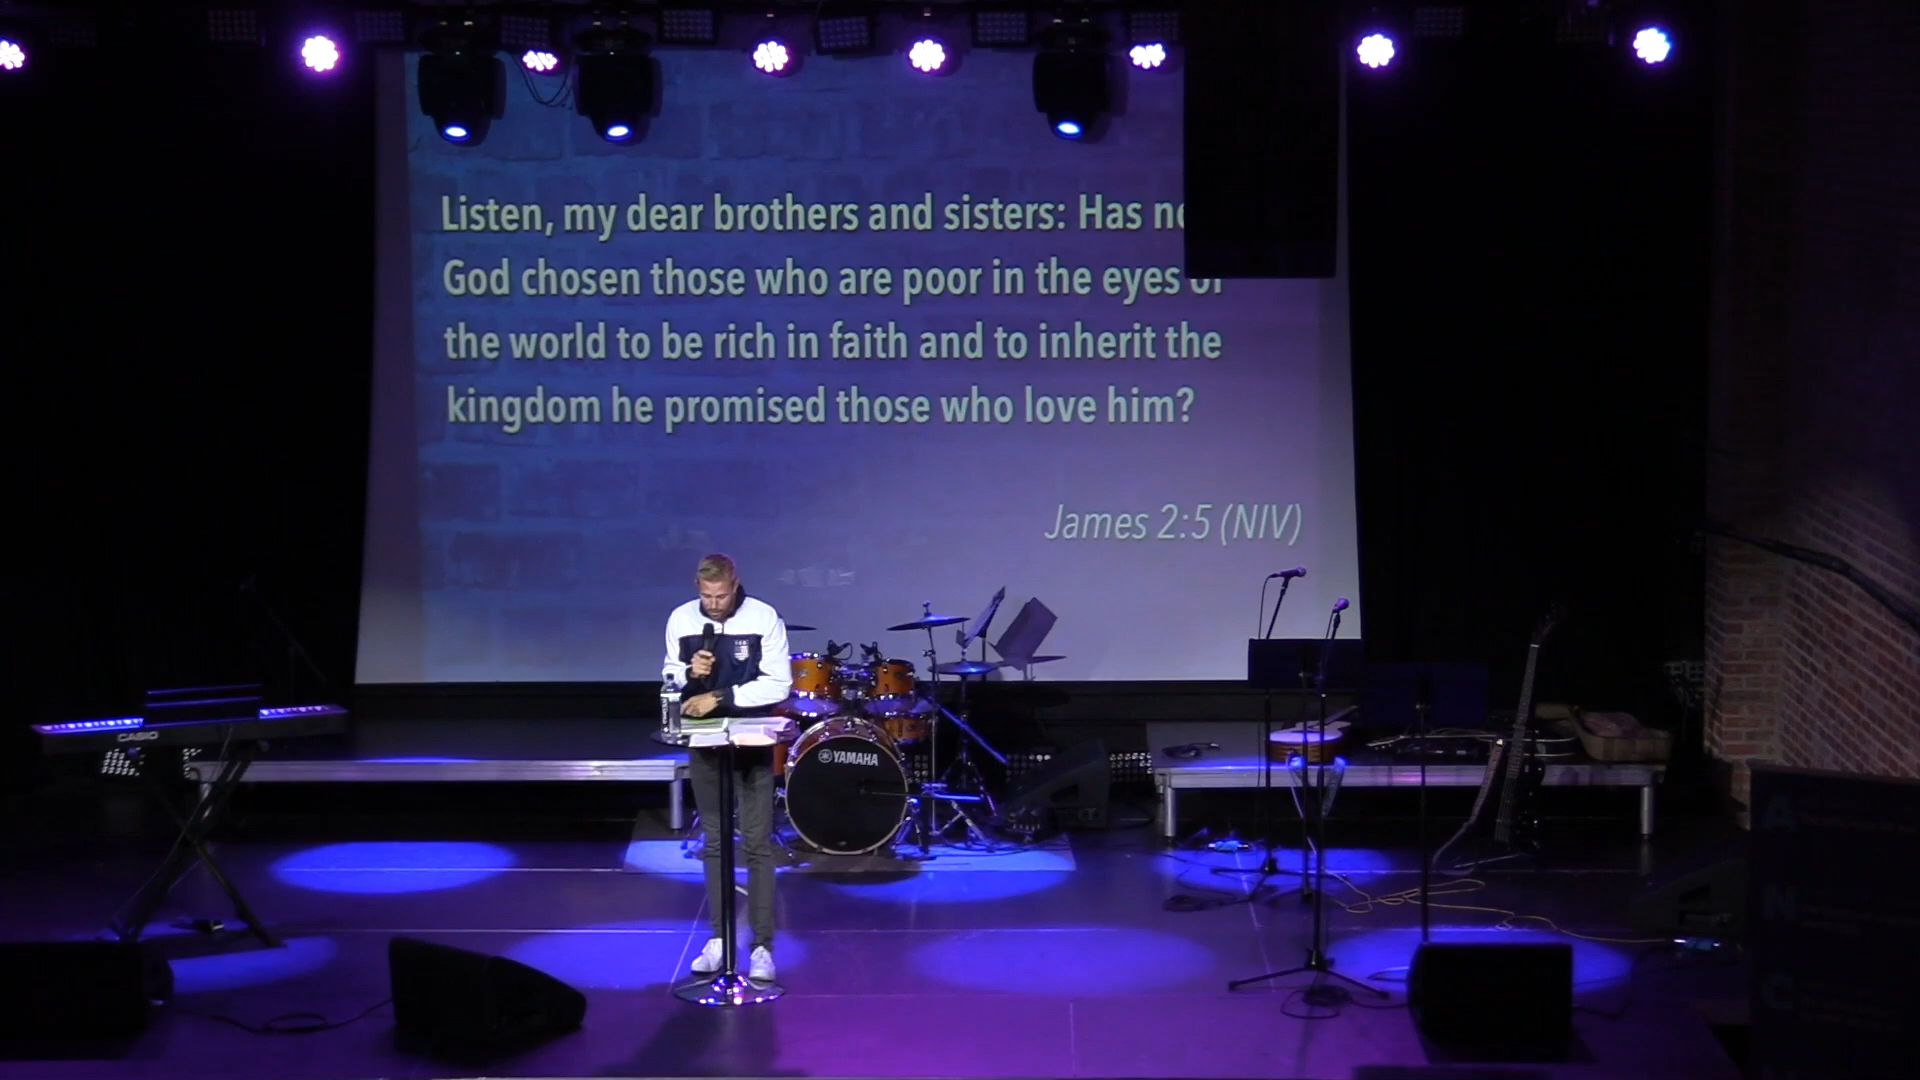 Listen, my dear brothers and sisters: Has
God chosen those who are poor in the eyes of
the world to be rich in faith and to inherit the
kingdom he promised those who love him?
James 2:5 (NIV)
CASIO
YAMAHA